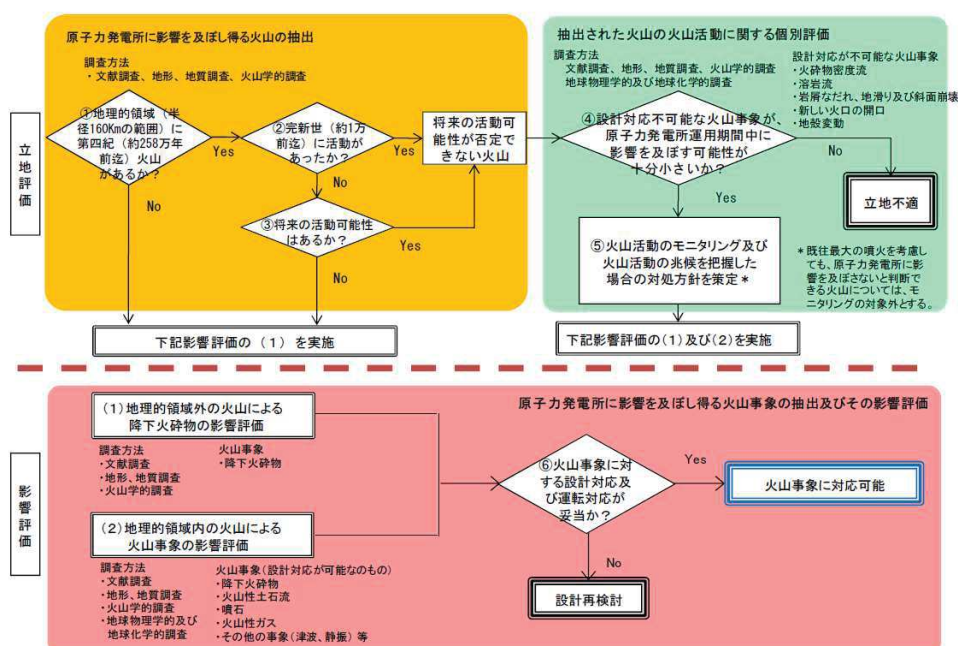 原子力発電所に影響を及ぼし得る火山の抽出
調査方法
・文献調査、地形、地質調査、火山学的調査
①地理的領域（半
径160Kmの範囲）に
第四紀（約258万年
前迄）火山
があるか？
Yes
No
②完新世（約1万年
前迄）に活動が
あったか？
Yes
No
③将来の活動可能性
はあるか？
Yes
No
将来の活動可
能性が否定で
きない火山
立地評価
抽出された火山の火山活動に関する個別評価
調査方法
文献調査、地形、地質調査、火山学的調査
地球物理学的及び地球化学的調査
設計対応が不可能な火山事象
・火砕物密度流
・溶岩流
・岩屑なだれ、地滑り及び斜面崩壊
・新しい火口の開口
・地殻変動
④設計対応不可能な火山事象が、
原子力発電所運用期間中に
影響を及ぼす可能性が
十分小さいか？
No
Yes
立地不適
⑤火山活動のモニタリング及び
火山活動の兆候を把握した
場合の対処方針を策定＊
＊既往最大の噴火を考慮し
ても、原子力発電所に影
響を及ぼさないと判断で
きる火山については、モ
ニタリングの対象外とする。
下記影響評価の（１）を実施
下記影響評価の(１)及び(２)を実施
影響評価
原子力発電所に影響を及ぼし得る火山事象の抽出及びその影響評価
(１)地理的領域外の火山による
降下火砕物の影響評価
調査方法
・文献調査
・地形、地質調査
・火山学的調査
火山事象
・降下火砕物
(２)地理的領域内の火山による
火山事象の影響評価
調査方法
・文献調査
・地形、地質調査
・火山学的調査
・地球物理学的及び
地球化学的調査
火山事象(設計対応が可能なのもの)
・降下火砕物
・火山性土石流
・噴石
・火山性ガス
・その他の事象(津波、静振)等
⑥火山事象に対
する設計対応及
び運転対応が
妥当か？
Yes
No
火山事象に対応可能
設計再検討